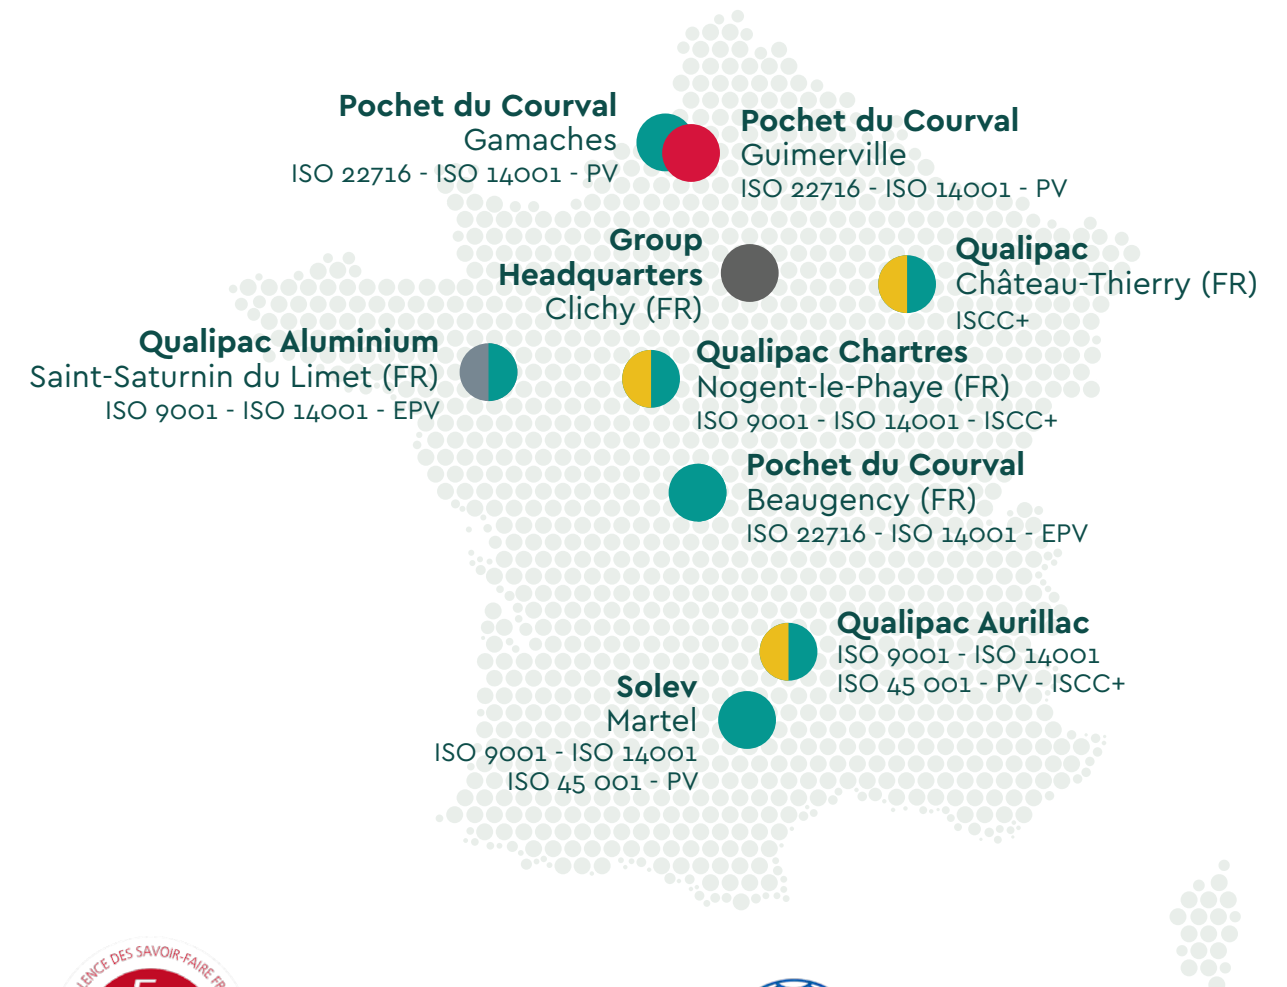 Pochet du Courval
Gamaches
ISO 22716 - ISO 14001 - PV
Pochet du Courval
Guimerville
ISO 22716 - ISO 14001 - PV
Group
Headquarters
Clichy (FR)
Qualipac
Château-Thierry (FR)
ISCC+
Qualipac Aluminium
Saint-Saturnin du Limet (FR)
ISO 9001 - ISO 14001 - EPV
Qualipac Chartres
Nogent-le-Phaye (FR)
ISO 9001 - ISO 14001 - ISCC+
Pochet du Courval
Beaugency (FR)
ISO 22716 - ISO 14001 - EPV
Qualipac Aurillac
ISO 9001 - ISO 14001
ISO 45 001 - PV - ISCC+
Solev
Martel
ISO 9001 - ISO 14001
ISO 45 001 - PV
DES SAVOIR-FAIRE